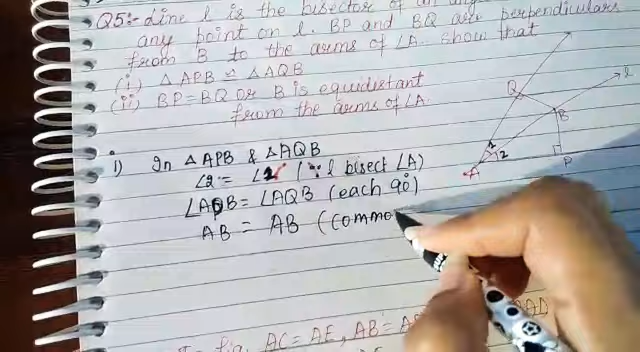 Q5:- Line l is the bisector of an
any point on l. BP and BQ are perpendiculars
from B to the arms of ∠A. show that
(i) △APB ≅ △AQB
(ii) BP=BQ or B is equidistant
from the arms of ∠A.
i) In △APB & △AQB
∠2 = ∠1 (∵ l bisect ∠A)
∠APB = ∠AQB (each 90°)
AB = AB (commo
Q
l
B
1
2
A
P
fig, AC = AE, AB =
BAD